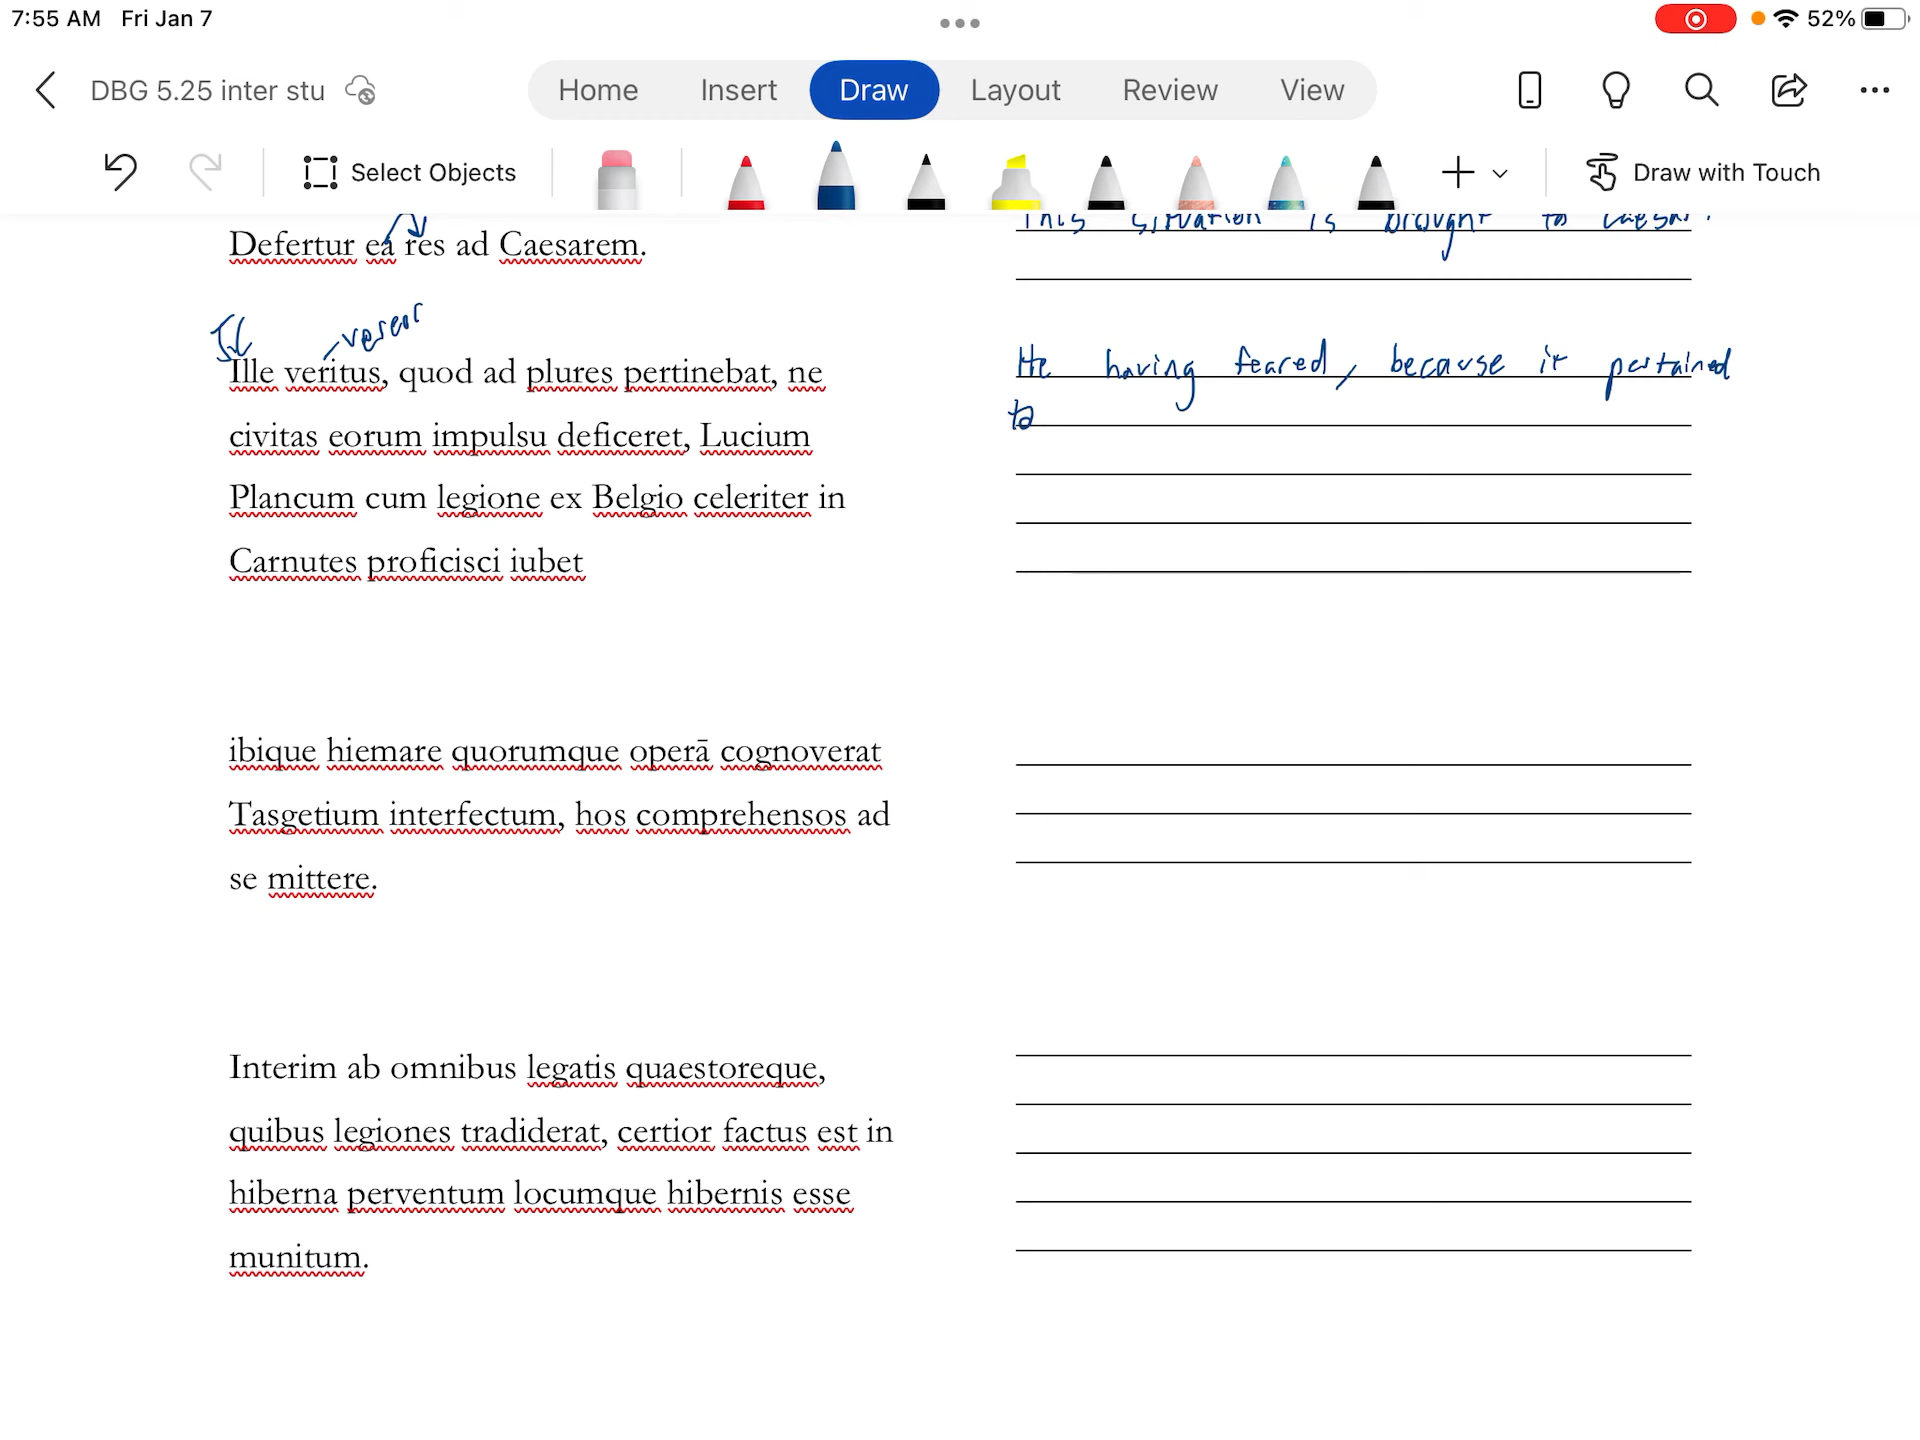 7:55 AM Fri Jan 7
52%
DBG 5.25 inter stu
Home Insert Draw Layout Review View
Select Objects
Draw with Touch
This situation is brought to Caesar.
Defertur ea res ad Caesarem.
vereor
He having feared, because it pertained
Ille veritus, quod ad plures pertinebat, ne
to
civitas eorum impulsu deficeret, Lucium
Plancum cum legione ex Belgio celeriter in
Carnutes proficisci iubet
ibique hiemare quorumque operā cognoverat
Tasgetium interfectum, hos comprehensos ad
se mittere.
Interim ab omnibus legatis quaestoreque,
quibus legiones tradiderat, certior factus est in
hiberna perventum locumque hibernis esse
munitum.